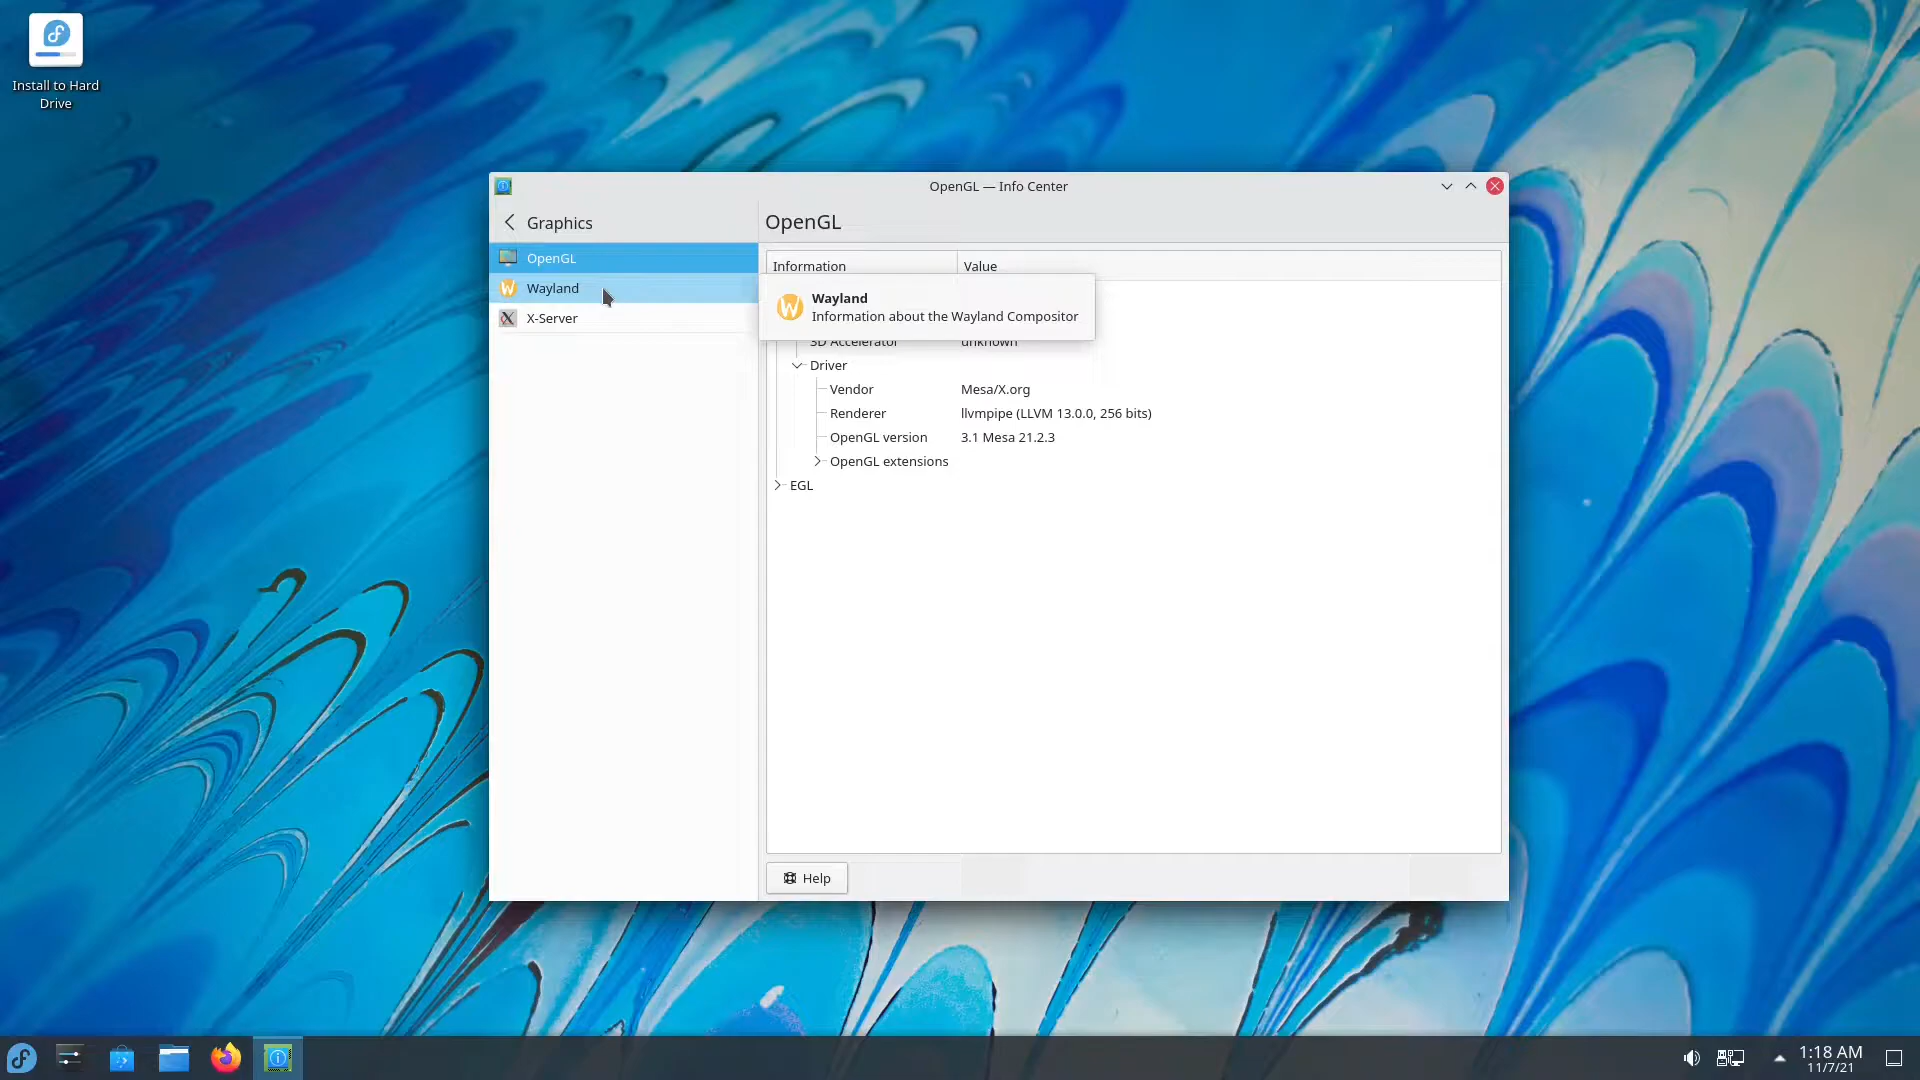 Install to Hard
Drive
OpenGL — Info Center
Graphics
OpenGL
OpenGL
Wayland
X-Server
Information Value
Wayland
Information about the Wayland Compositor
3D Accelerator unknown
Driver
Vendor Mesa/X.org
Renderer llvmpipe (LLVM 13.0.0, 256 bits)
OpenGL version 3.1 Mesa 21.2.3
OpenGL extensions
EGL
Help
1:18 AM
11/7/21